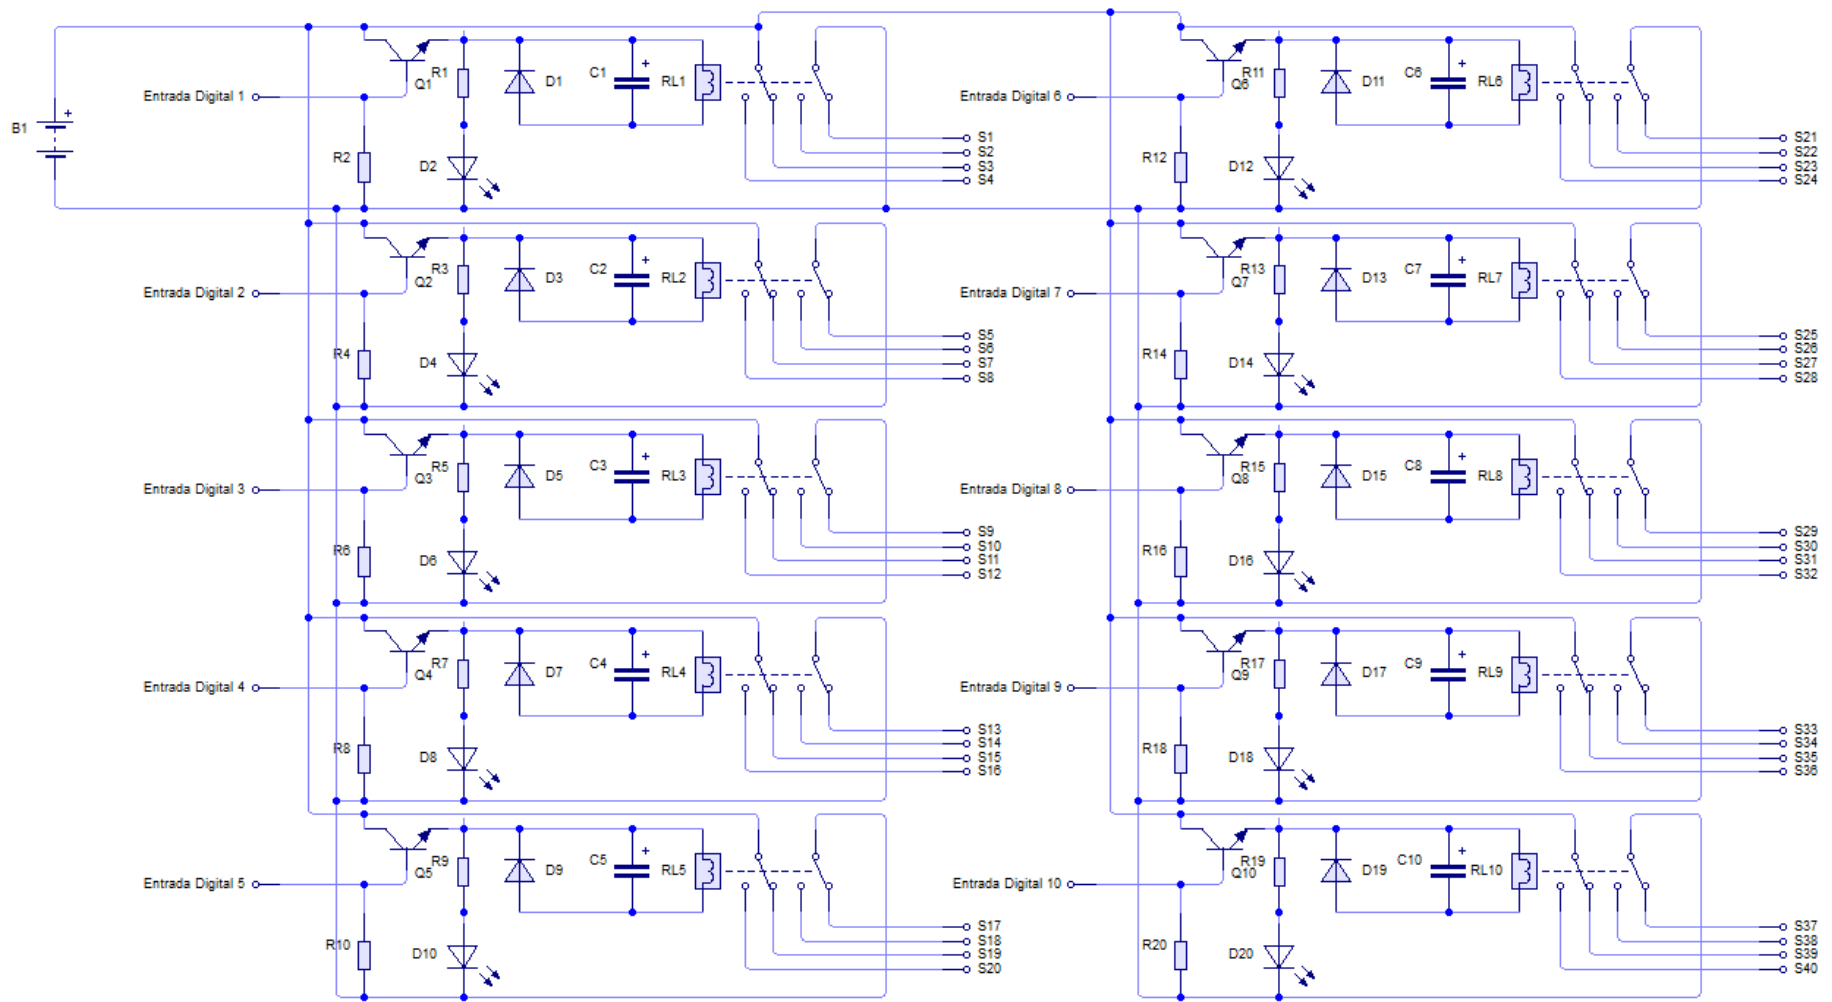 B1
+
Entrada Digital 1
R2
Q1
R1
D2
D1
C1
+
RL1
S1
S2
S3
S4
Entrada Digital 6
R12
Q6
R11
D12
D11
C6
+
RL6
S21
S22
S23
S24
Entrada Digital 2
R4
Q2
R3
D4
D3
C2
+
RL2
S5
S6
S7
S8
Entrada Digital 7
R14
Q7
R13
D14
D13
C7
+
RL7
S25
S26
S27
S28
Entrada Digital 3
R6
Q3
R5
D6
D5
C3
+
RL3
S9
S10
S11
S12
Entrada Digital 8
R16
Q8
R15
D16
D15
C8
+
RL8
S29
S30
S31
S32
Entrada Digital 4
R8
Q4
R7
D8
D7
C4
+
RL4
S13
S14
S15
S16
Entrada Digital 9
R18
Q9
R17
D18
D17
C9
+
RL9
S33
S34
S35
S36
Entrada Digital 5
R10
Q5
R9
D10
D9
C5
+
RL5
S17
S18
S19
S20
Entrada Digital 10
R20
Q10
R19
D20
D19
C10
+
RL10
S37
S38
S39
S40